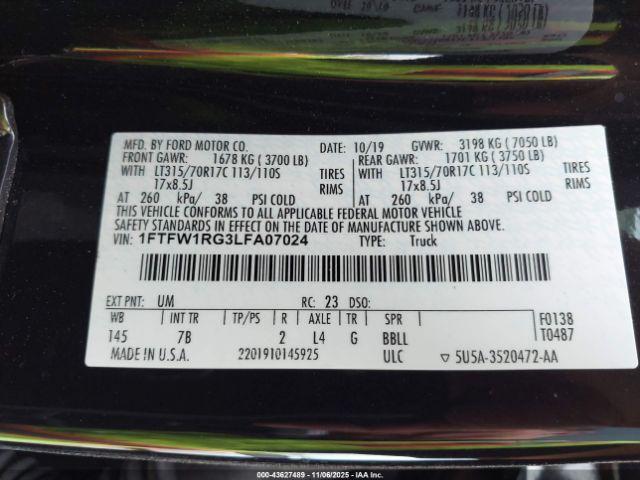 MFD. BY FORD MOTOR CO.
DATE: 10/19 GVWR: 3198 KG ( 7050 LB)
FRONT GAWR: 1678 KG ( 3700 LB)
REAR GAWR: 1701 KG ( 3750 LB)
WITH LT315/70R17C 113/110S TIRES
WITH LT315/70R17C 113/110S TIRES
17x8.5J RIMS
17x8.5J RIMS
AT 260 kPa/ 38 PSI COLD
AT 260 kPa/ 38 PSI COLD
THIS VEHICLE CONFORMS TO ALL APPLICABLE FEDERAL MOTOR VEHICLE
SAFETY STANDARDS IN EFFECT ON THE DATE OF MANUFACTURE SHOWN ABOVE.
VIN: 1FTFW1RG3LFA07024 TYPE: Truck
EXT PNT: UM RC: 23 DSO:
WB INT TR TP/PS R AXLE TR SPR F0138
145 7B 2 L4 G BBLL T0487
MADE IN U.S.A. 2201910145925 ULC ▽ 5U5A-3520472-AA
000-43627489 - 11/06/2025 - IAAI.com